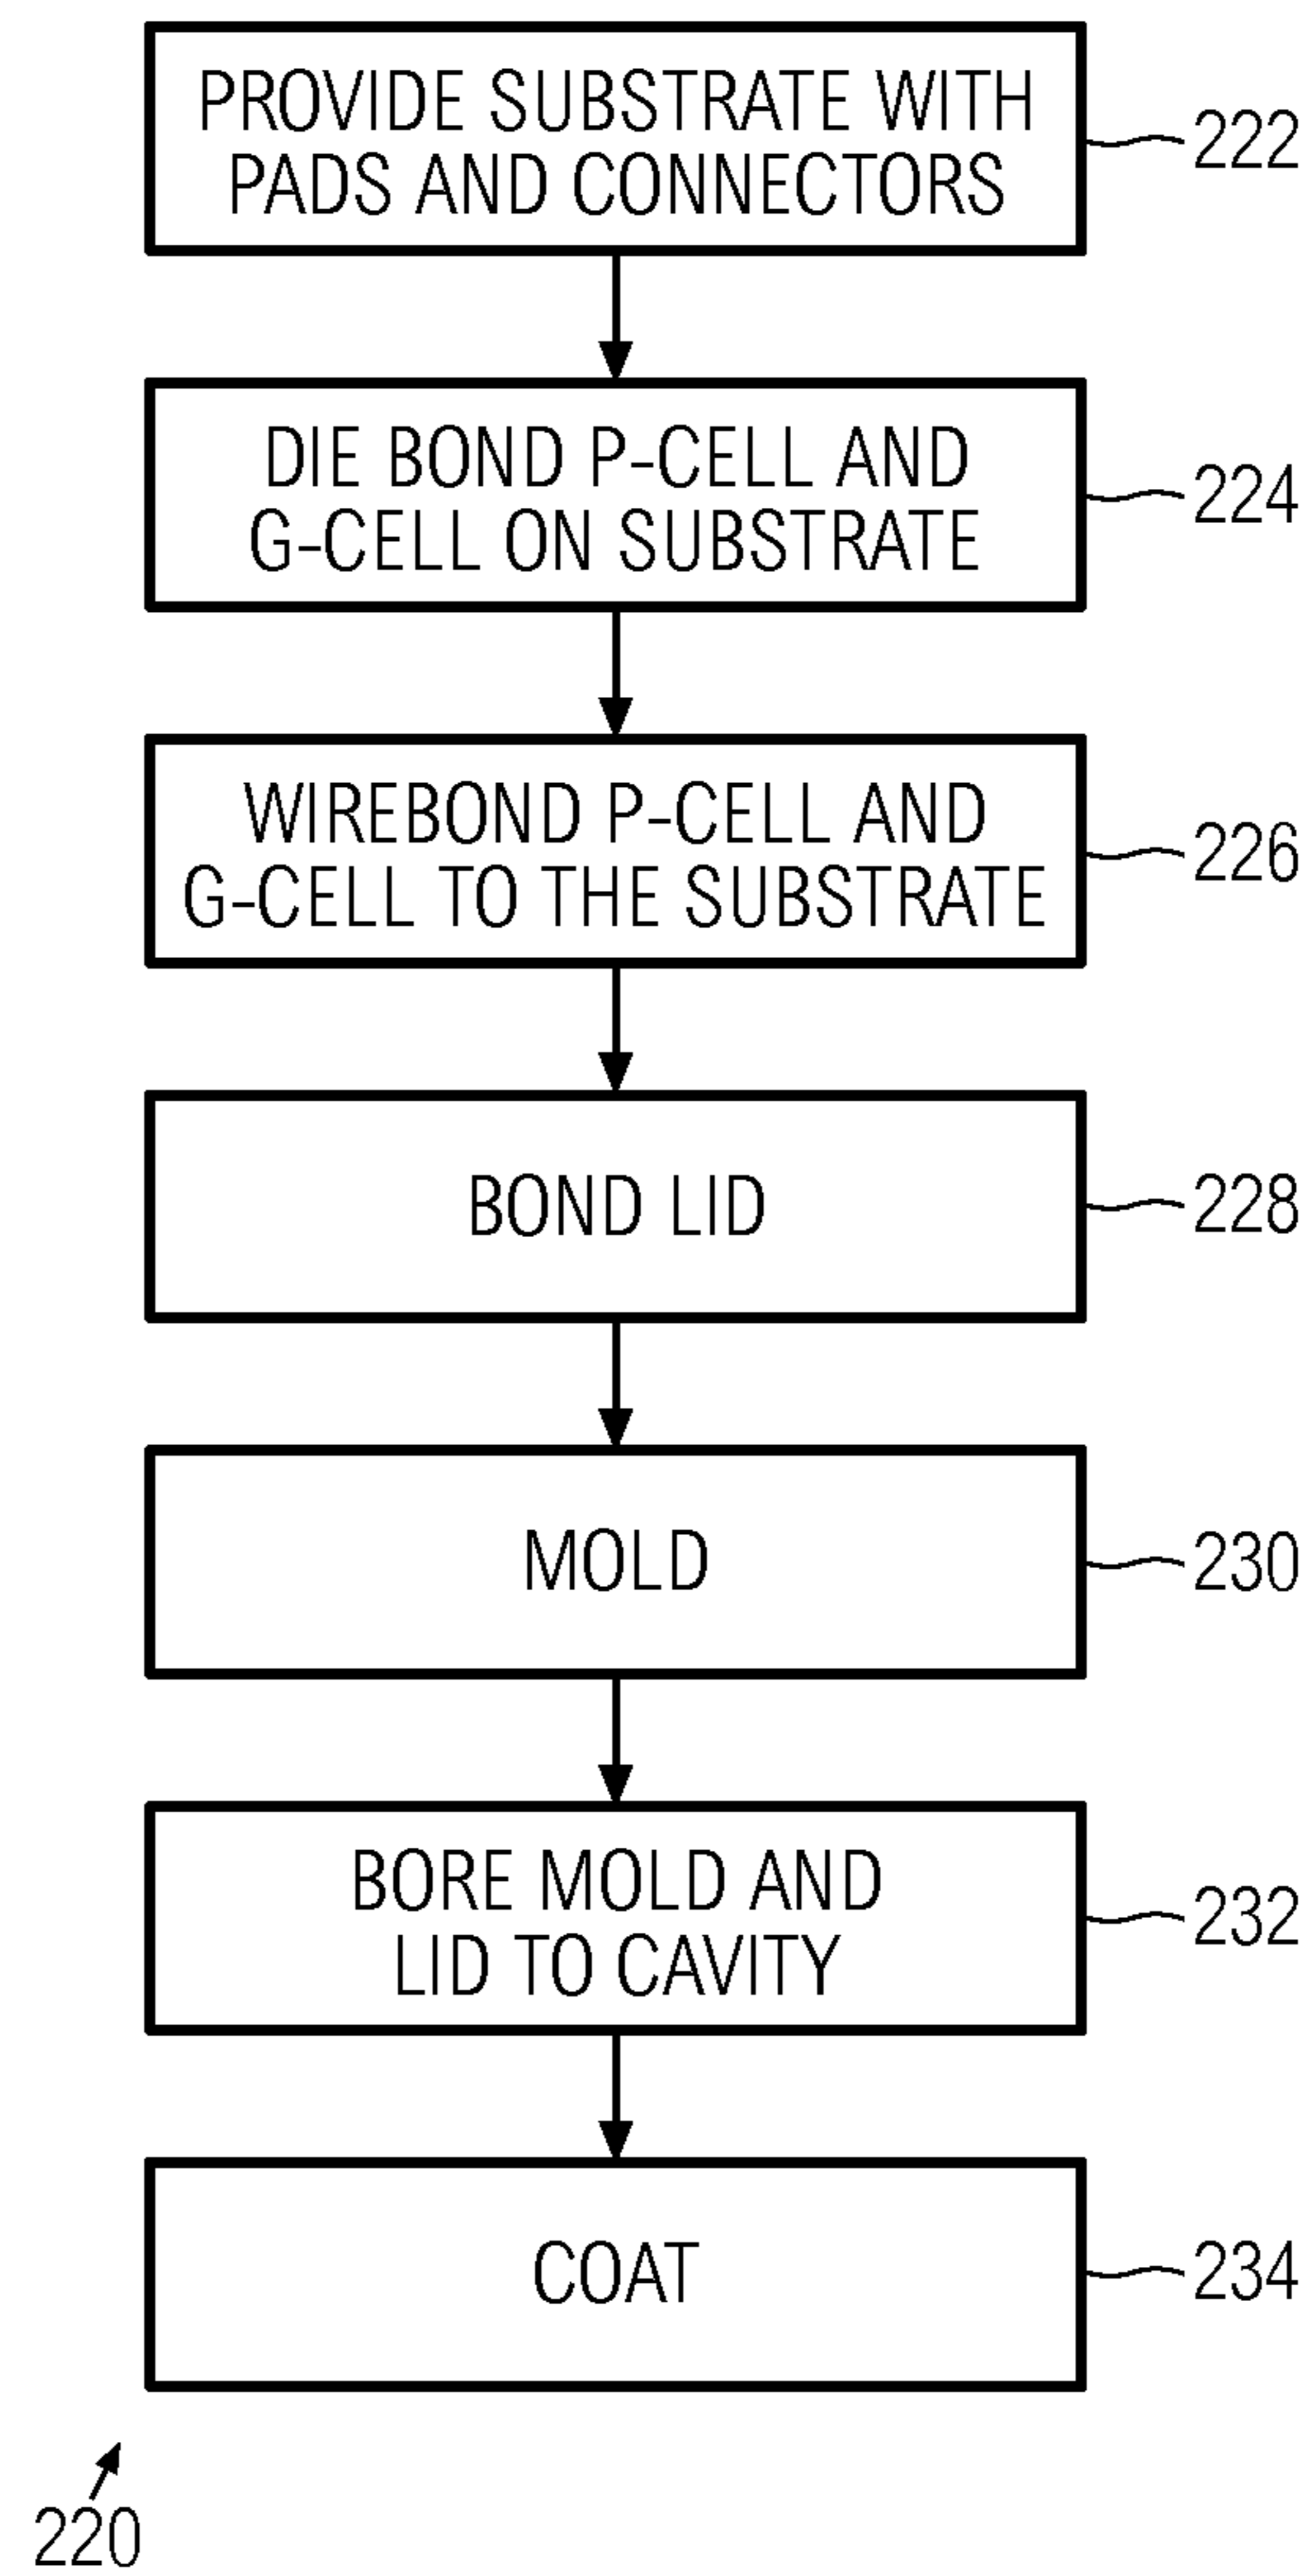 PROVIDE SUBSTRATE WITH
PADS AND CONNECTORS
222
DIE BOND P-CELL AND
G-CELL ON SUBSTRATE
224
WIREBOND P-CELL AND
G-CELL TO THE SUBSTRATE
226
BOND LID
228
MOLD
230
BORE MOLD AND
LID TO CAVITY
232
COAT
234
220